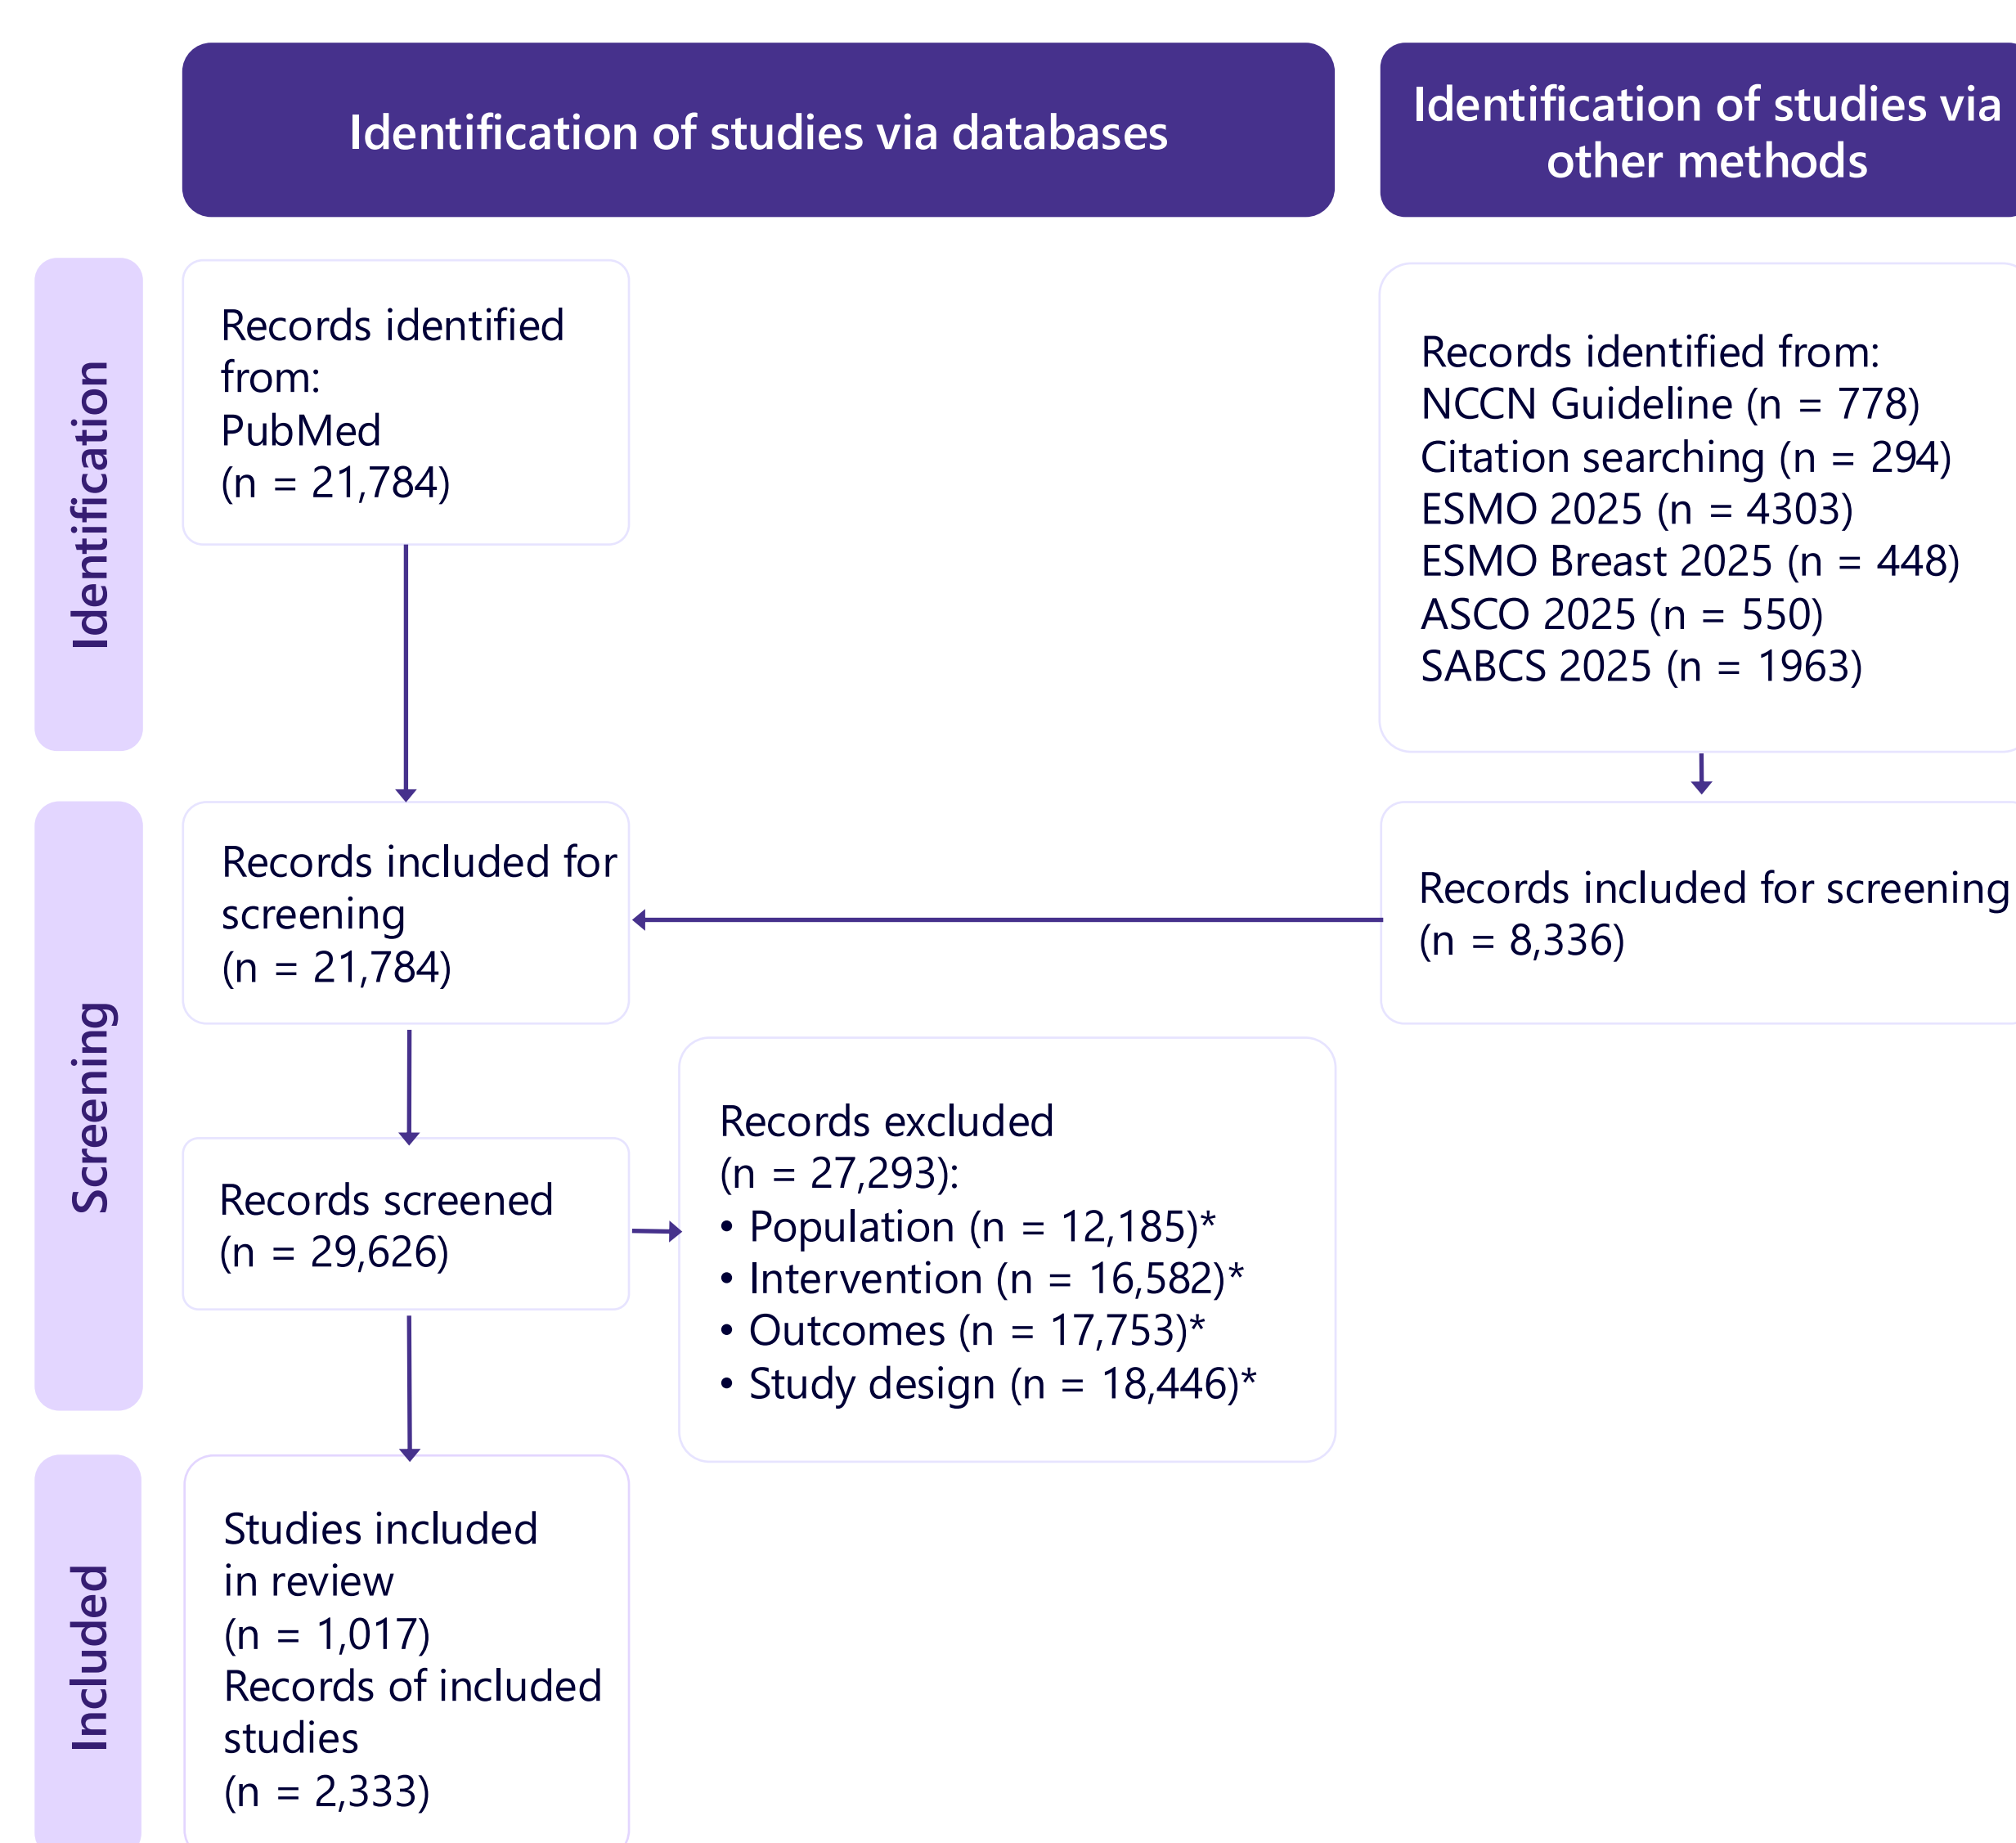 Identification of studies via databases
Identification of studies via
other methods
Identification
Records identified
from:
PubMed
(n = 21,784)
Records identified from:
NCCN Guideline (n = 778)
Citation searching (n = 294)
ESMO 2025 (n = 4303)
ESMO Breast 2025 (n = 448)
ASCO 2025 (n = 550)
SABCS 2025 (n = 1963)
Screening
Records included for
screening
(n = 21,784)
Records included for screening
(n = 8,336)
Records screened
(n = 29,626)
Records excluded
(n = 27,293):
• Population (n = 12,185)*
• Intervention (n = 16,582)*
• Outcomes (n = 17,753)*
• Study design (n = 18,446)*
Included
Studies included
in review
(n = 1,017)
Records of included
studies
(n = 2,333)